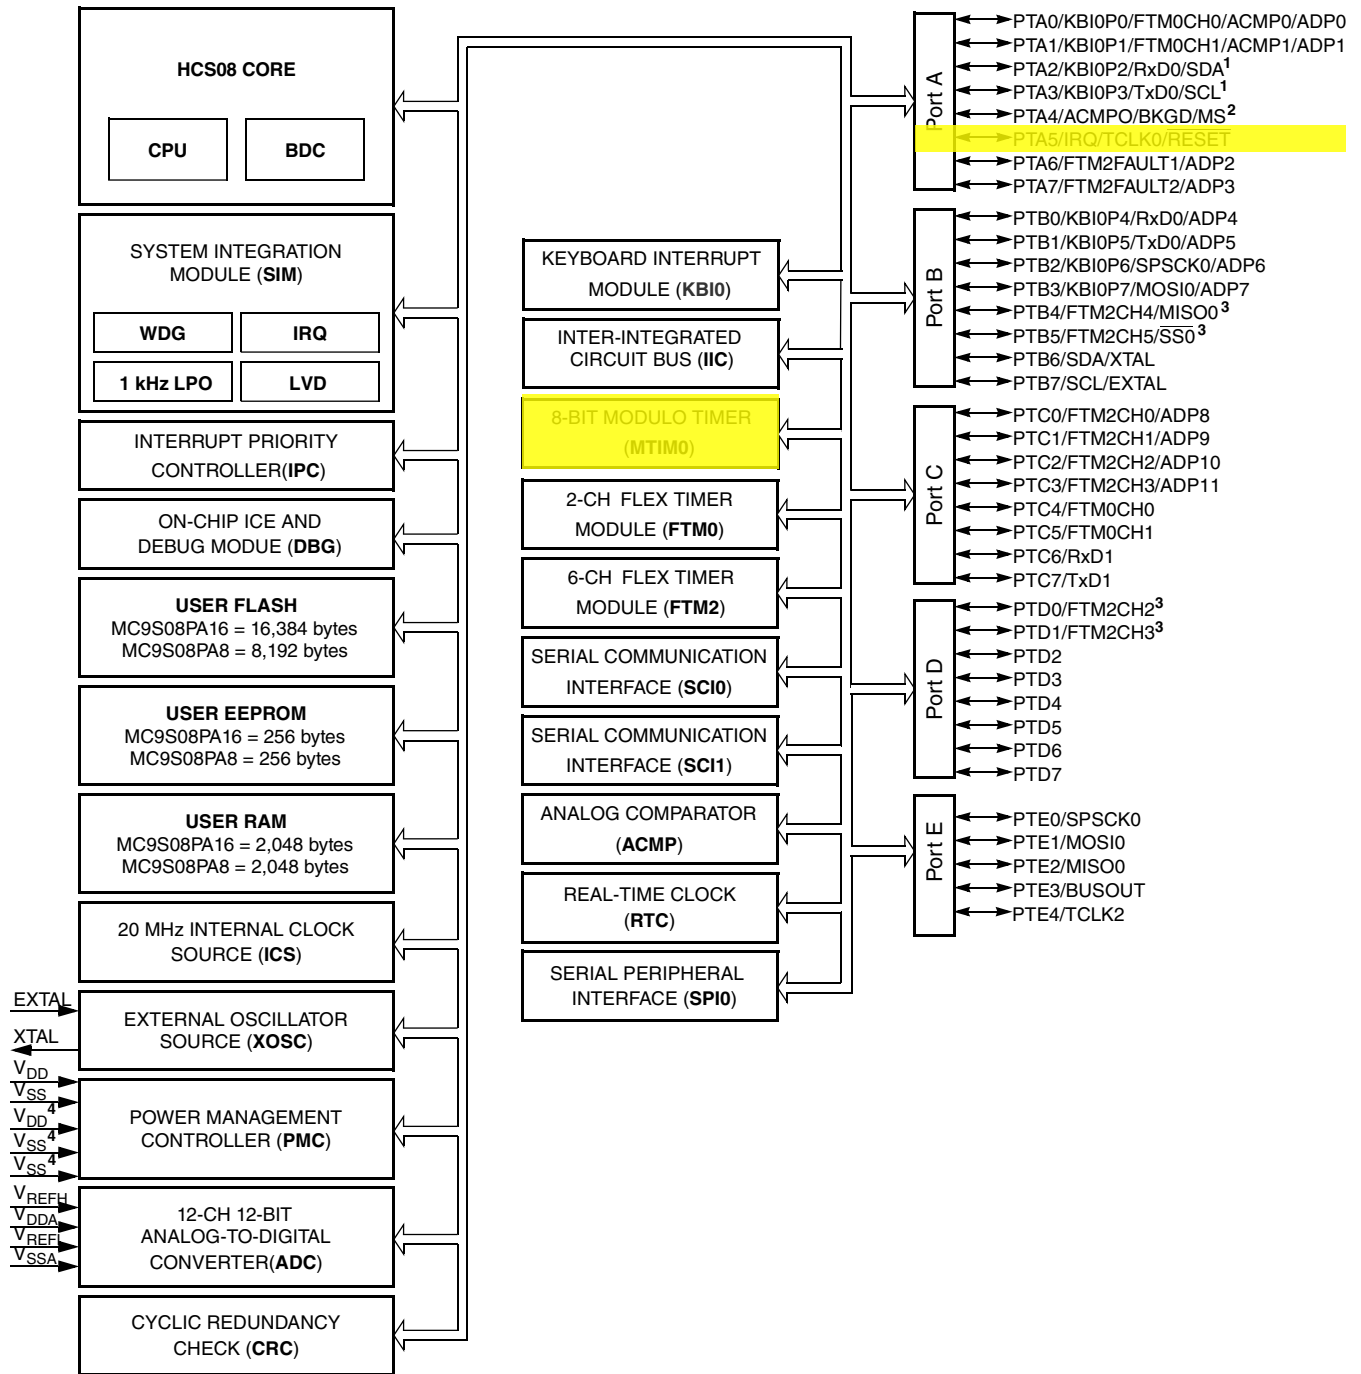 HCS08 CORE
CPU
BDC
SYSTEM INTEGRATION
MODULE (SIM)
WDG
IRQ
1 kHz LPO
LVD
INTERRUPT PRIORITY
CONTROLLER(IPC)
ON-CHIP ICE AND
DEBUG MODUE (DBG)
USER FLASH
MC9S08PA16 = 16,384 bytes
MC9S08PA8 = 8,192 bytes
USER EEPROM
MC9S08PA16 = 256 bytes
MC9S08PA8 = 256 bytes
USER RAM
MC9S08PA16 = 2,048 bytes
MC9S08PA8 = 2,048 bytes
20 MHz INTERNAL CLOCK
SOURCE (ICS)
EXTAL
XTAL
EXTERNAL OSCILLATOR
SOURCE (XOSC)
VDD
VSS
VDD4
VSS4
VSS4
POWER MANAGEMENT
CONTROLLER (PMC)
VREFH
VDDA
VREFL
VSSA
12-CH 12-BIT
ANALOG-TO-DIGITAL
CONVERTER(ADC)
CYCLIC REDUNDANCY
CHECK (CRC)
KEYBOARD INTERRUPT
MODULE (KBI0)
INTER-INTEGRATED
CIRCUIT BUS (IIC)
8-BIT MODULO TIMER
(MTIM0)
2-CH FLEX TIMER
MODULE (FTM0)
6-CH FLEX TIMER
MODULE (FTM2)
SERIAL COMMUNICATION
INTERFACE (SCI0)
SERIAL COMMUNICATION
INTERFACE (SCI1)
ANALOG COMPARATOR
(ACMP)
REAL-TIME CLOCK
(RTC)
SERIAL PERIPHERAL
INTERFACE (SPI0)
Port A
PTA0/KBI0P0/FTM0CH0/ACMP0/ADP0
PTA1/KBI0P1/FTM0CH1/ACMP1/ADP1
PTA2/KBI0P2/RxD0/SDA1
PTA3/KBI0P3/TxD0/SCL1
PTA4/ACMPO/BKGD/MS2
PTA5/IRQ/TCLK0/RESET
PTA6/FTM2FAULT1/ADP2
PTA7/FTM2FAULT2/ADP3
Port B
PTB0/KBI0P4/RxD0/ADP4
PTB1/KBI0P5/TxD0/ADP5
PTB2/KBI0P6/SPSCK0/ADP6
PTB3/KBI0P7/MOSI0/ADP7
PTB4/FTM2CH4/MISO0 3
PTB5/FTM2CH5/SS0 3
PTB6/SDA/XTAL
PTB7/SCL/EXTAL
Port C
PTC0/FTM2CH0/ADP8
PTC1/FTM2CH1/ADP9
PTC2/FTM2CH2/ADP10
PTC3/FTM2CH3/ADP11
PTC4/FTM0CH0
PTC5/FTM0CH1
PTC6/RxD1
PTC7/TxD1
Port D
PTD0/FTM2CH23
PTD1/FTM2CH33
PTD2
PTD3
PTD4
PTD5
PTD6
PTD7
Port E
PTE0/SPSCK0
PTE1/MOSI0
PTE2/MISO0
PTE3/BUSOUT
PTE4/TCLK2